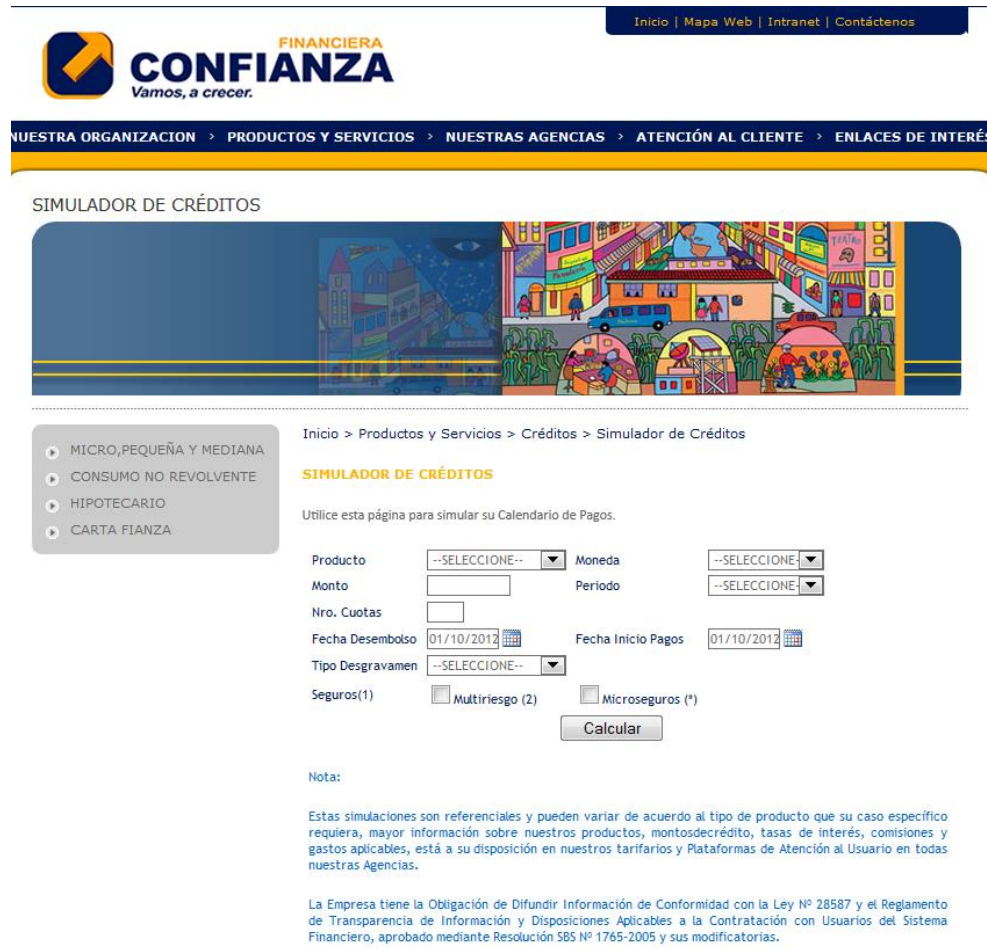 Inicio | Mapa Web | Intranet | Contáctenos
FINANCIERA
CONFIANZA
Vamos, a crecer.
NUESTRA ORGANIZACION > PRODUCTOS Y SERVICIOS > NUESTRAS AGENCIAS > ATENCIÓN AL CLIENTE > ENLACES DE INTERÉS
SIMULADOR DE CRÉDITOS
TEATRO
MICRO,PEQUEÑA Y MEDIANA
CONSUMO NO REVOLVENTE
HIPOTECARIO
CARTA FIANZA
Inicio > Productos y Servicios > Créditos > Simulador de Créditos
SIMULADOR DE CRÉDITOS
Utilice esta página para simular su Calendario de Pagos.
Producto --SELECCIONE-- Moneda --SELECCIONE-
Monto Periodo --SELECCIONE-
Nro. Cuotas
Fecha Desembolso 01/10/2012 Fecha Inicio Pagos 01/10/2012
Tipo Desgravamen --SELECCIONE--
Seguros(1) Multiriesgo (2) Microseguros (*)
Calcular
Nota:
Estas simulaciones son referenciales y pueden variar de acuerdo al tipo de producto que su caso específico
requiera, mayor información sobre nuestros productos, montosdecrédito, tasas de interés, comisiones y
gastos aplicables, está a su disposición en nuestros tarifarios y Plataformas de Atención al Usuario en todas
nuestras Agencias.
La Empresa tiene la Obligación de Difundir Información de Conformidad con la Ley Nº 28587 y el Reglamento
de Transparencia de Información y Disposiciones Aplicables a la Contratación con Usuarios del Sistema
Financiero, aprobado mediante Resolución SBS Nº 1765-2005 y sus modificatorias.